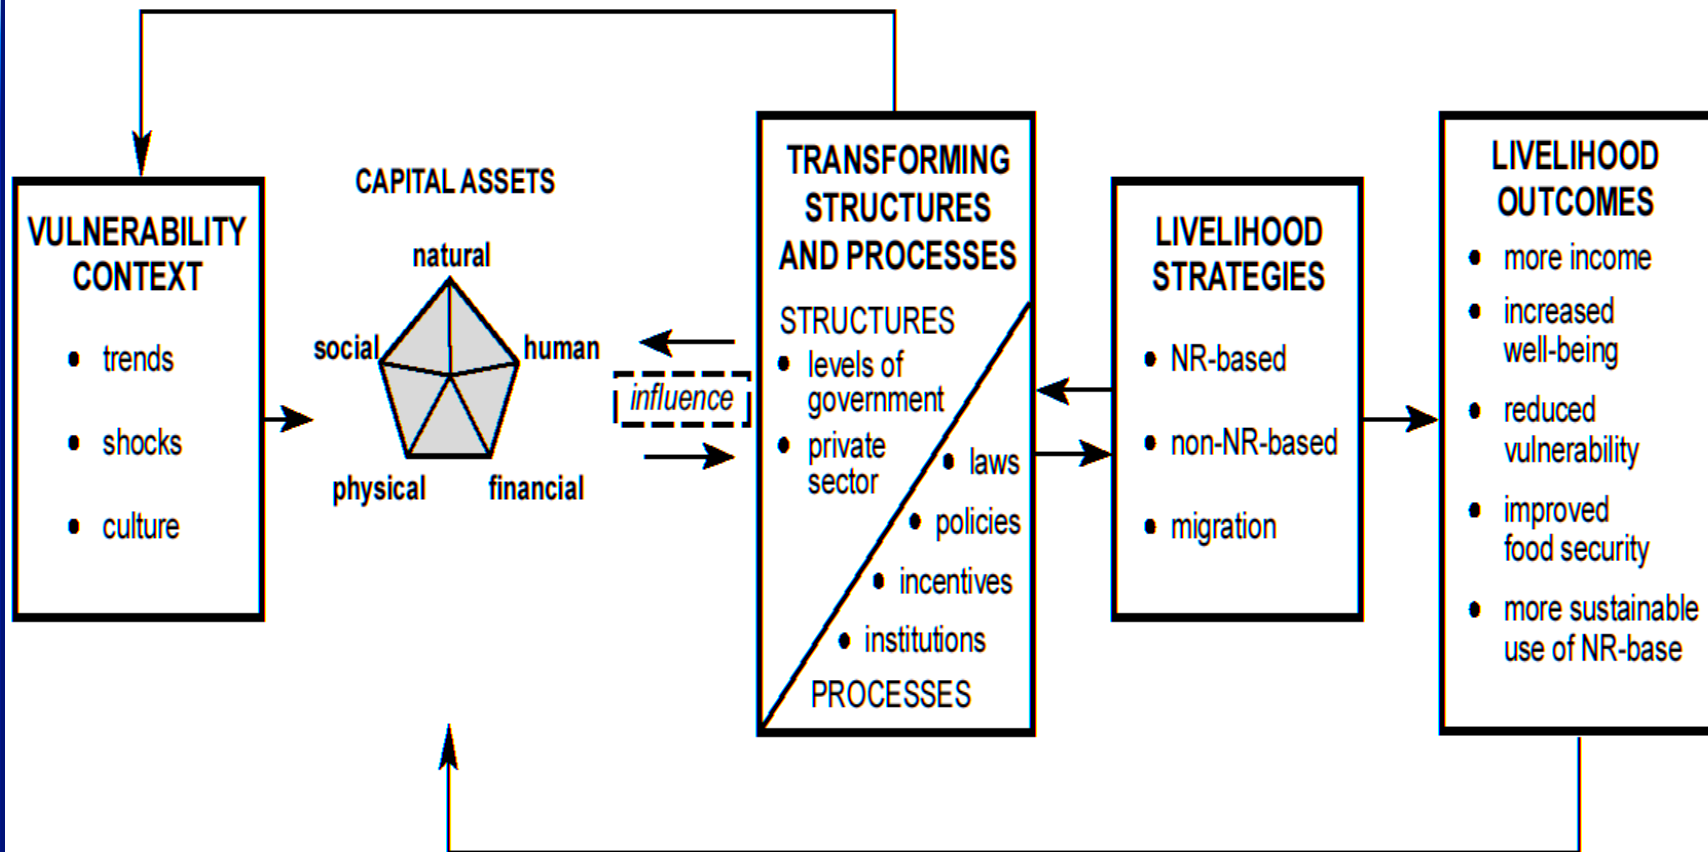 VULNERABILITY
CONTEXT
• trends
• shocks
• culture
CAPITAL ASSETS
natural
social
human
physical
financial
influence
TRANSFORMING
STRUCTURES
AND PROCESSES
STRUCTURES
• levels of
government
• private
sector
• laws
• policies
• incentives
• institutions
PROCESSES
LIVELIHOOD
STRATEGIES
• NR-based
• non-NR-based
• migration
LIVELIHOOD
OUTCOMES
• more income
• increased
well-being
• reduced
vulnerability
• improved
food security
• more sustainable
use of NR-base